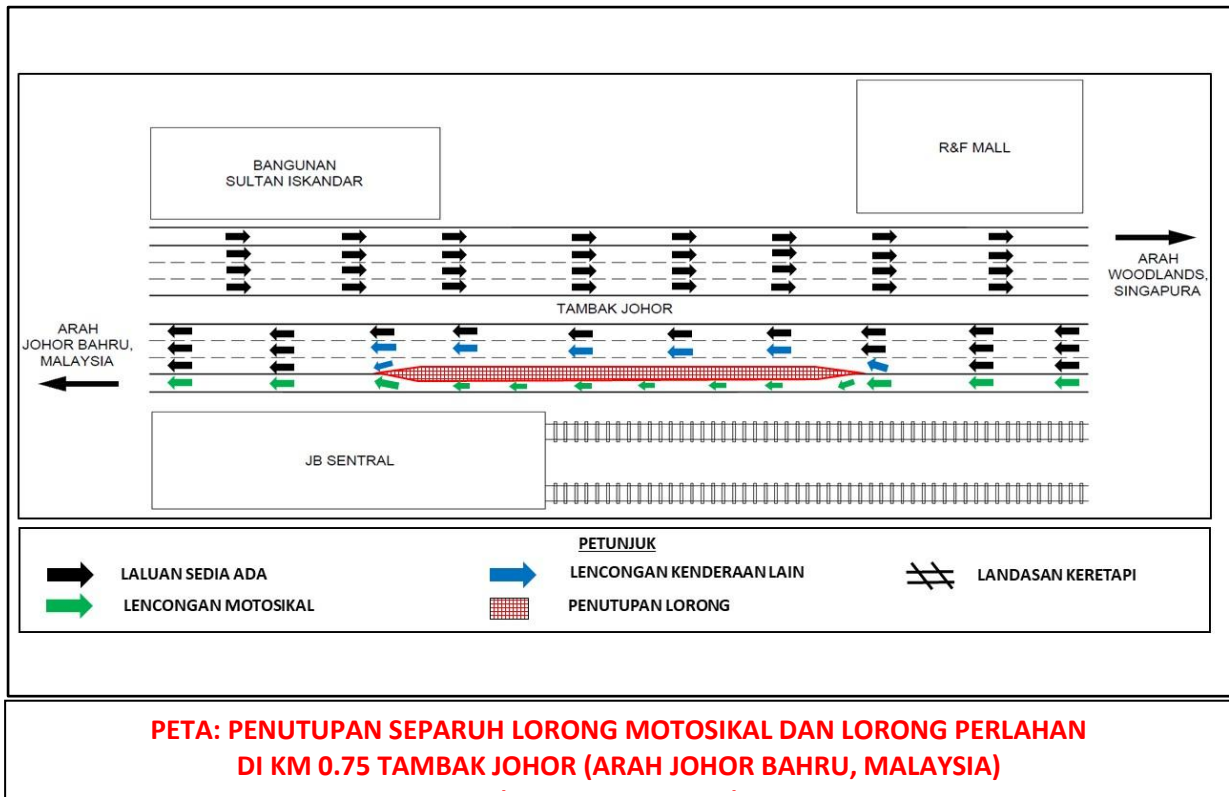 BANGUNAN
SULTAN ISKANDAR
R&F MALL
ARAH
WOODLANDS,
SINGAPURA
TAMBAK JOHOR
ARAH
JOHOR BAHRU,
MALAYSIA
JB SENTRAL
PETUNJUK
LALUAN SEDIA ADA
LENCONGAN KENDERAAN LAIN
LANDASAN KERETAPI
LENCONGAN MOTOSIKAL
PENUTUPAN LORONG
PETA: PENUTUPAN SEPARUH LORONG MOTOSIKAL DAN LORONG PERLAHAN
DI KM 0.75 TAMBAK JOHOR (ARAH JOHOR BAHRU, MALAYSIA)